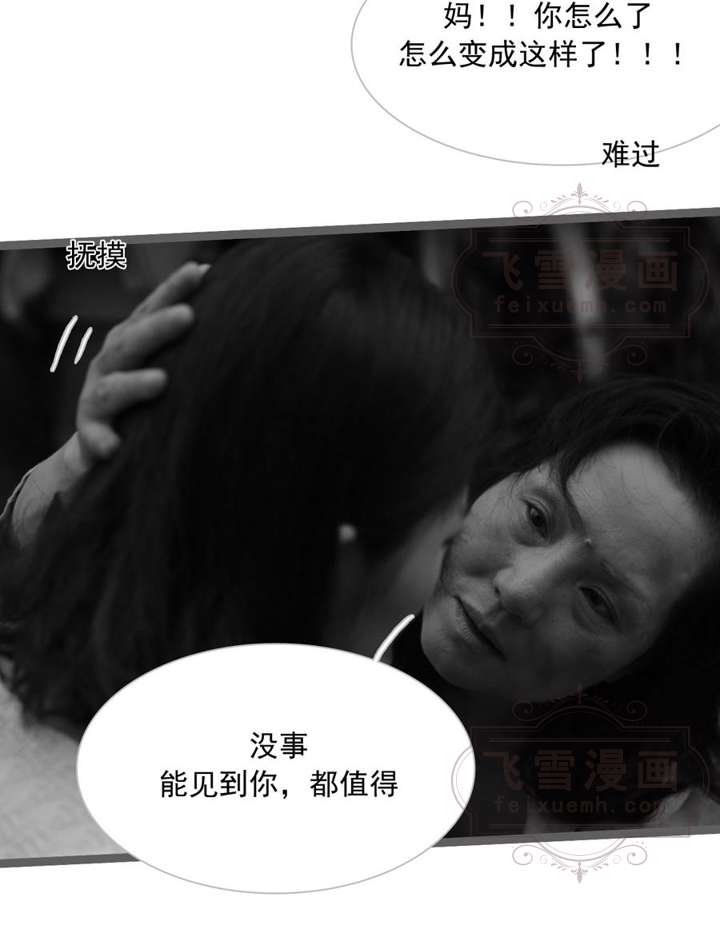 妈！！你怎么了
怎么变成这样了！！！
难过
抚摸
飞雪漫画
feixuemh.com
没事
能见到你，都值得
飞雪漫画
feixuemh.com